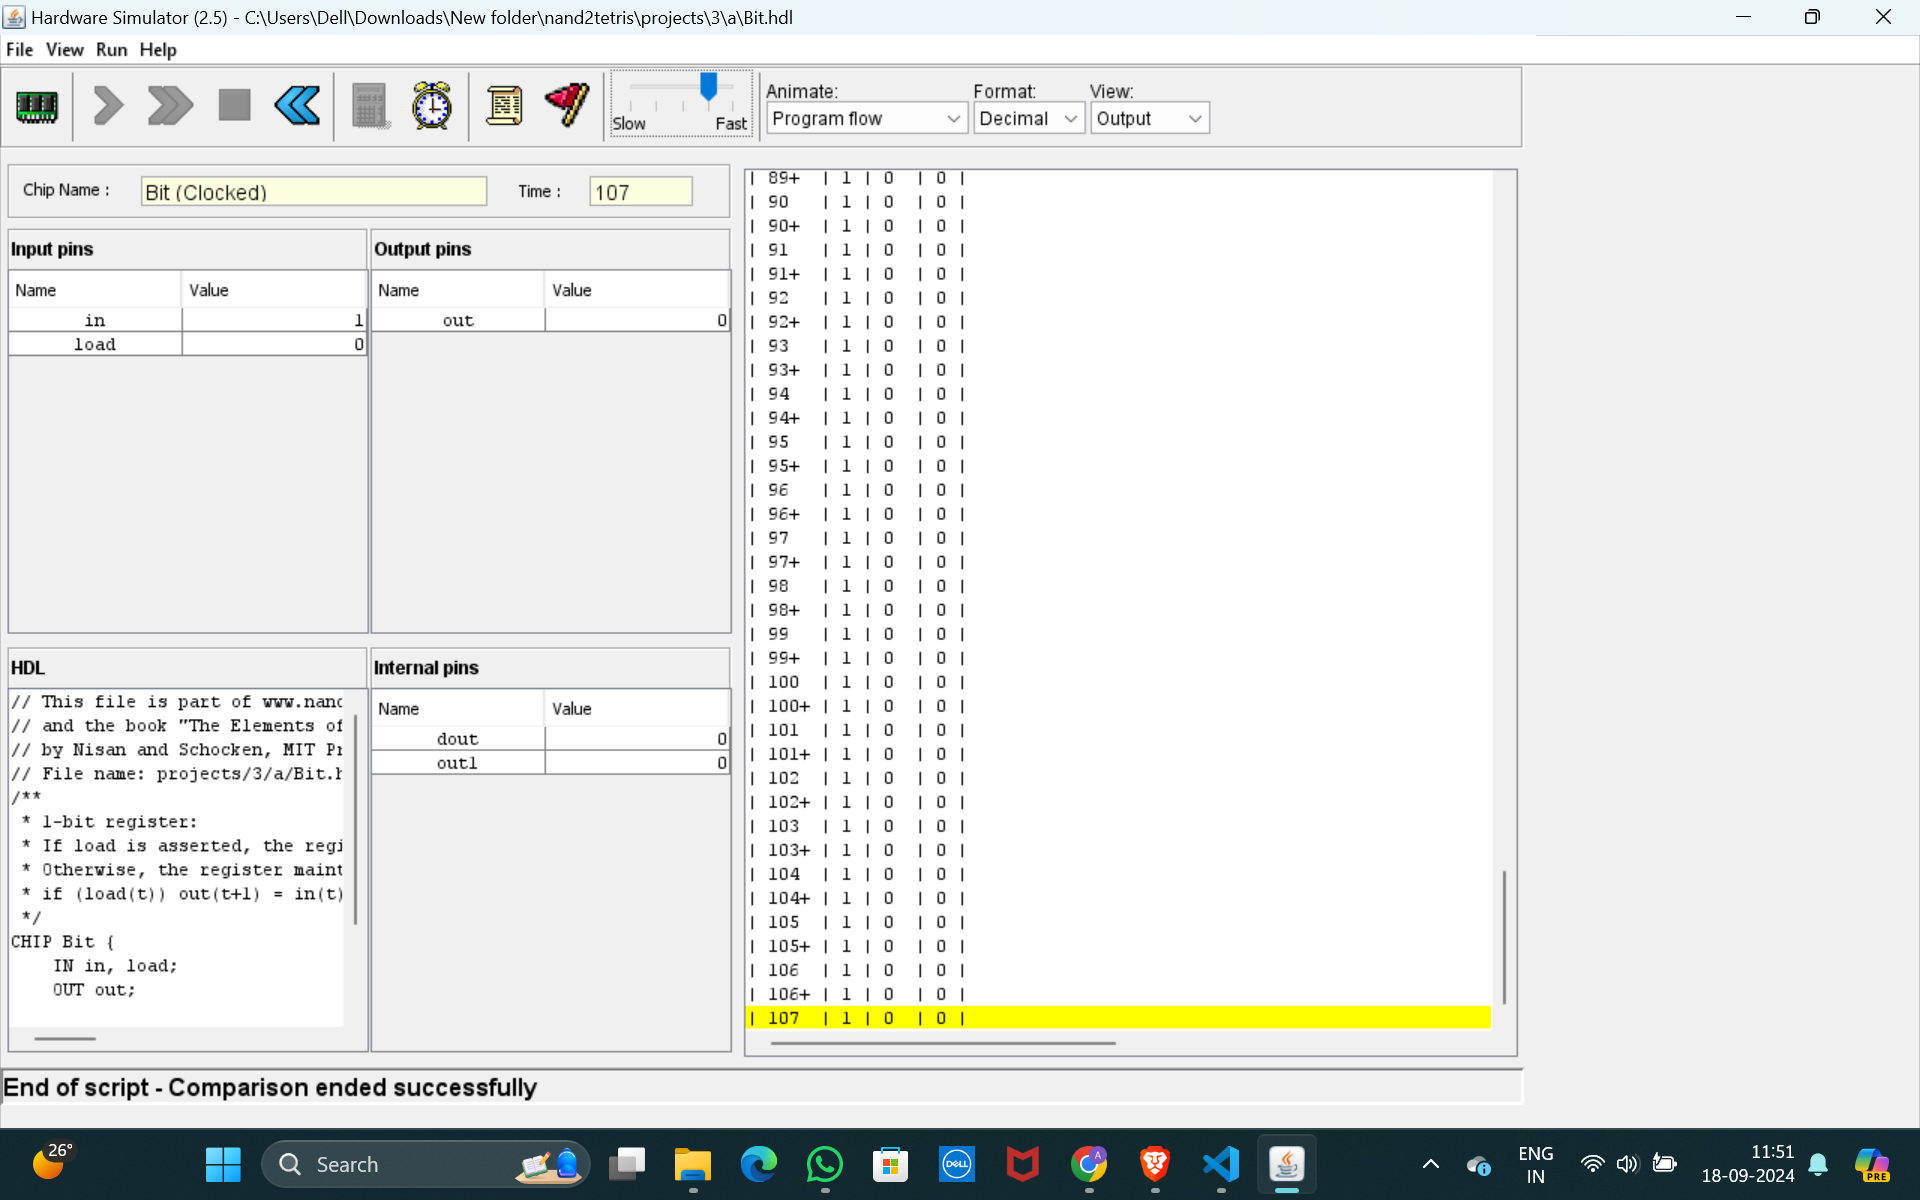 Hardware Simulator (2.5) - C:\Users\Dell\Downloads\New folder\nand2tetris\projects\3\a\Bit.hdl
File View Run Help
Animate: Format: View:
Slow Fast Program flow Decimal Output
Chip Name : Bit (Clocked) Time : 107
Input pins
Name Value
in 1
load 0
Output pins
Name Value
out 0
HDL
// This file is part of www.nand
// and the book "The Elements of
// by Nisan and Schocken, MIT Pr
// File name: projects/3/a/Bit.h
/**
* 1-bit register:
* If load is asserted, the regi
* Otherwise, the register maint
* if (load(t)) out(t+1) = in(t)
*/
CHIP Bit {
IN in, load;
OUT out;
Internal pins
Name Value
dout 0
out1 0
| 89+ | 1 | 0 | 0 |
| 90 | 1 | 0 | 0 |
| 90+ | 1 | 0 | 0 |
| 91 | 1 | 0 | 0 |
| 91+ | 1 | 0 | 0 |
| 92 | 1 | 0 | 0 |
| 92+ | 1 | 0 | 0 |
| 93 | 1 | 0 | 0 |
| 93+ | 1 | 0 | 0 |
| 94 | 1 | 0 | 0 |
| 94+ | 1 | 0 | 0 |
| 95 | 1 | 0 | 0 |
| 95+ | 1 | 0 | 0 |
| 96 | 1 | 0 | 0 |
| 96+ | 1 | 0 | 0 |
| 97 | 1 | 0 | 0 |
| 97+ | 1 | 0 | 0 |
| 98 | 1 | 0 | 0 |
| 98+ | 1 | 0 | 0 |
| 99 | 1 | 0 | 0 |
| 99+ | 1 | 0 | 0 |
| 100 | 1 | 0 | 0 |
| 100+ | 1 | 0 | 0 |
| 101 | 1 | 0 | 0 |
| 101+ | 1 | 0 | 0 |
| 102 | 1 | 0 | 0 |
| 102+ | 1 | 0 | 0 |
| 103 | 1 | 0 | 0 |
| 103+ | 1 | 0 | 0 |
| 104 | 1 | 0 | 0 |
| 104+ | 1 | 0 | 0 |
| 105 | 1 | 0 | 0 |
| 105+ | 1 | 0 | 0 |
| 106 | 1 | 0 | 0 |
| 106+ | 1 | 0 | 0 |
| 107 | 1 | 0 | 0 |
End of script - Comparison ended successfully
26°
Search
DELL
A
ENG
IN
11:51
18-09-2024
PRE